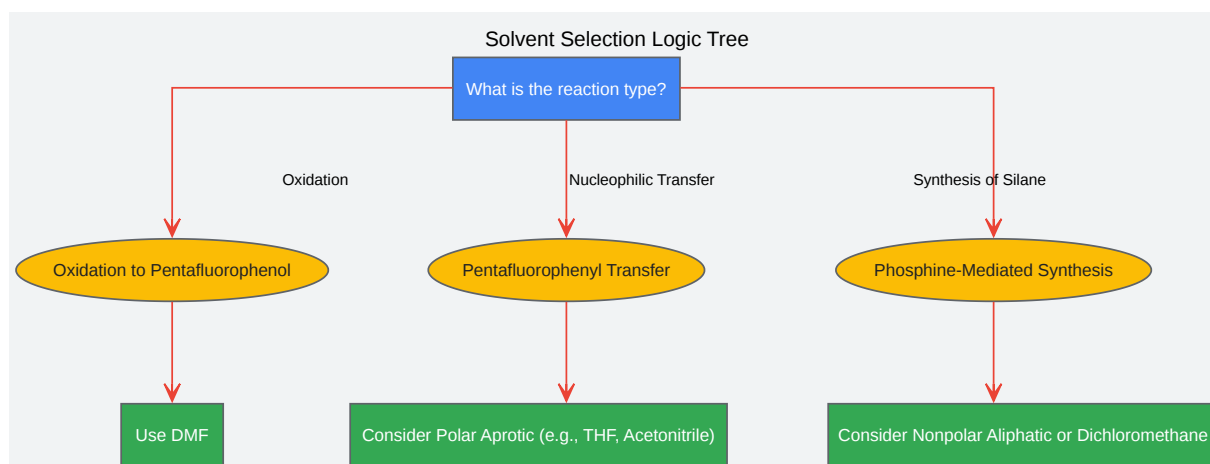 Solvent Selection Logic Tree
What is the reaction type?
Oxidation
Nucleophilic Transfer
Synthesis of Silane
Oxidation to Pentafluorophenol
Pentafluorophenyl Transfer
Phosphine-Mediated Synthesis
Use DMF
Consider Polar Aprotic (e.g., THF, Acetonitrile)
Consider Nonpolar Aliphatic or Dichloromethane